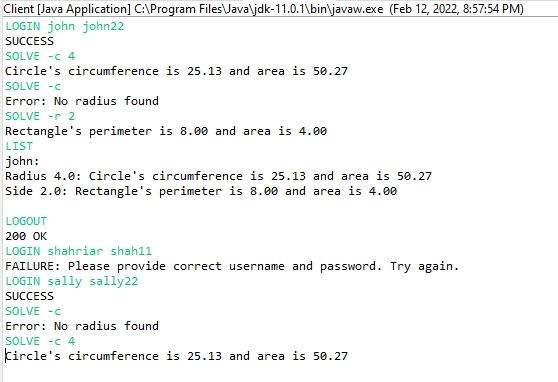 Client [Java Application] C:\Program Files\Java\jdk-11.0.1\bin\javaw.exe (Feb 12, 2022, 8:57:54 PM)
LOGIN john john22
SUCCESS
SOLVE -c 4
Circle's circumference is 25.13 and area is 50.27
SOLVE -c
Error: No radius found
SOLVE -r 2
Rectangle's perimeter is 8.00 and area is 4.00
LIST
john:
Radius 4.0: Circle's circumference is 25.13 and area is 50.27
Side 2.0: Rectangle's perimeter is 8.00 and area is 4.00
LOGOUT
200 OK
LOGIN shahriar shah11
FAILURE: Please provide correct username and password. Try again.
LOGIN sally sally22
SUCCESS
SOLVE -c
Error: No radius found
SOLVE -c 4
Circle's circumference is 25.13 and area is 50.27